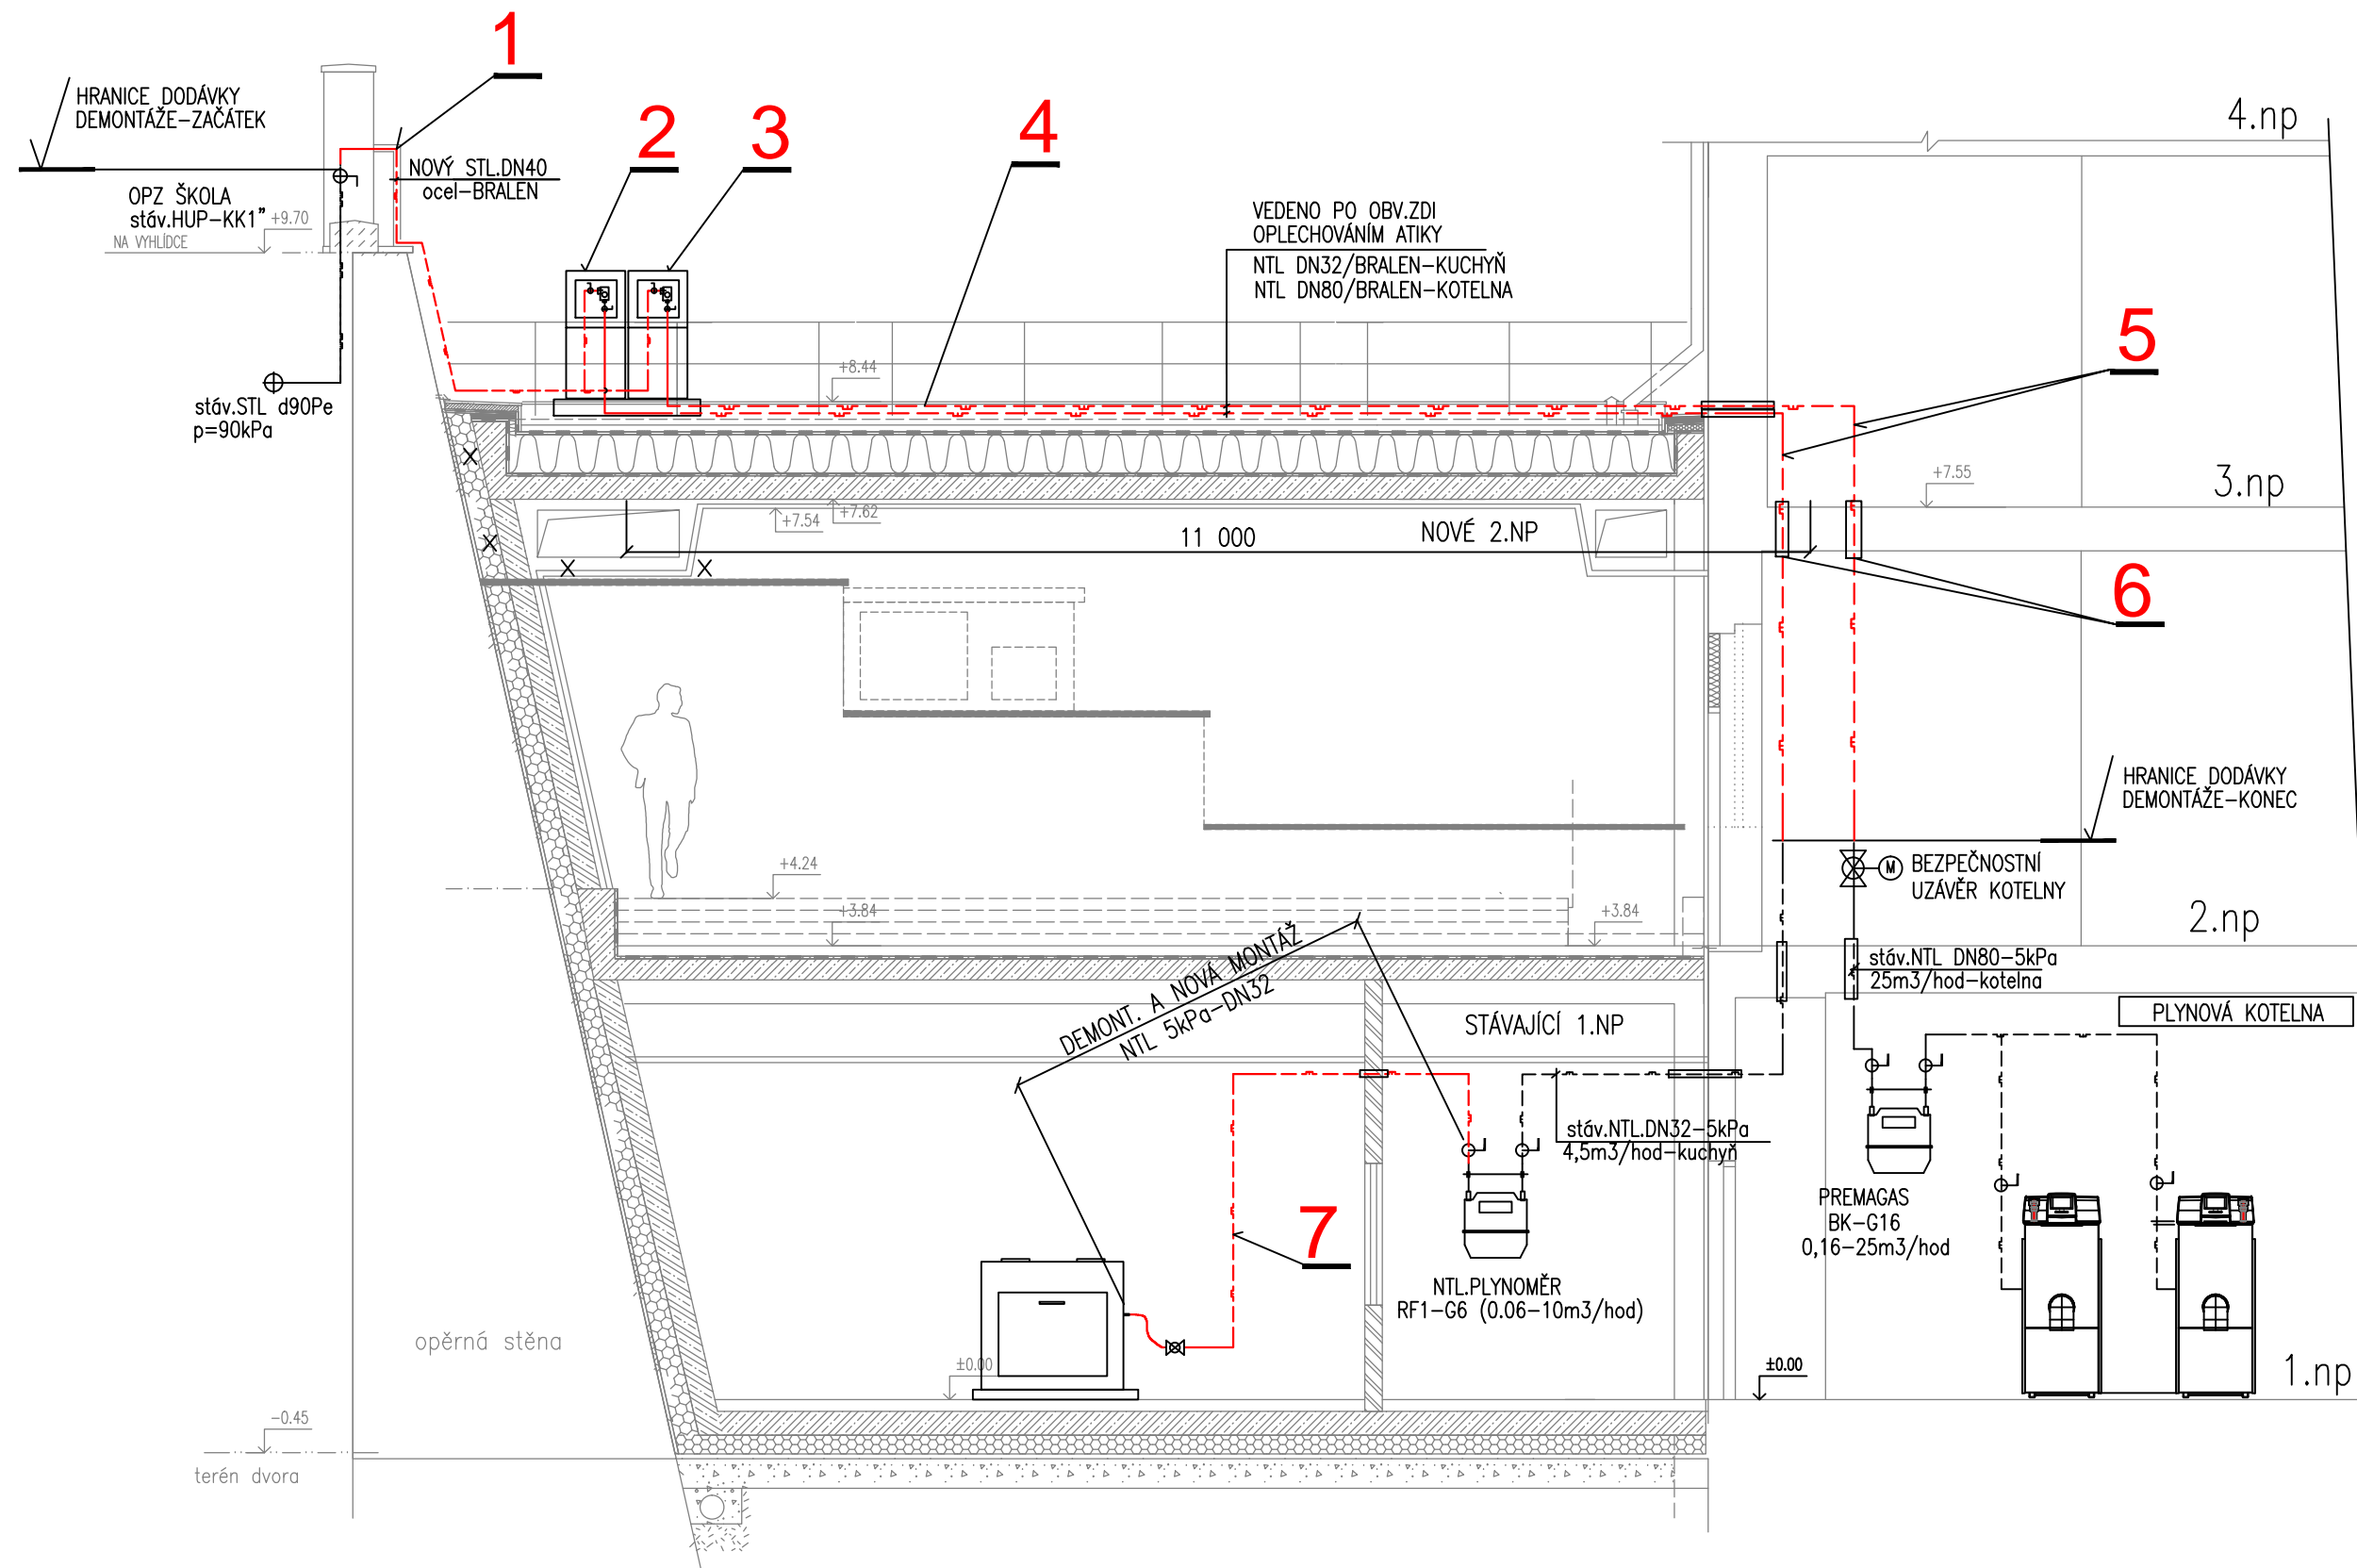 1
HRANICE DODÁVKY
DEMONTÁŽE-ZAČÁTEK
2
3
4
4.np
NOVÝ STL.DN40
ocel-BRALEN
OPZ ŠKOLA
stáv.HUP-KK1"
+9.70
NA VYHLÍDCE
VEDENO PO OBV.ZDI
OPLECHOVÁNÍM ATIKY
NTL DN32/BRALEN-KUCHYŇ
NTL DN80/BRALEN-KOTELNA
5
+8.44
stáv.STL d90Pe
p=90kPa
+7.55
3.np
+7.54
+7.62
11 000
NOVÉ 2.NP
6
HRANICE DODÁVKY
DEMONTÁŽE-KONEC
+4.24
M
BEZPEČNOSTNÍ
UZÁVĚR KOTELNY
+3.84
+3.84
2.np
DEMONT. A NOVÁ MONTÁŽ
NTL 5kPa-DN32
stáv.NTL DN80-5kPa
25m3/hod-kotelna
STÁVAJÍCÍ 1.NP
PLYNOVÁ KOTELNA
stáv.NTL.DN32-5kPa
4,5m3/hod-kuchyň
PREMAGAS
BK-G16
0,16-25m3/hod
7
NTL.PLYNOMĚR
RF1-G6 (0.06-10m3/hod)
opěrná stěna
±0.00
±0.00
1.np
-0.45
terén dvora